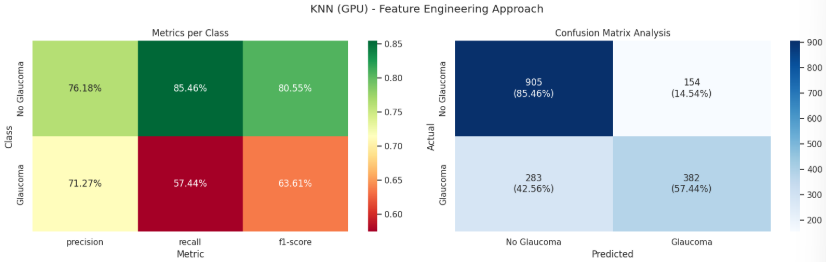 KNN (GPU) - Feature Engineering Approach
Metrics per Class
Class
No Glaucoma
Glaucoma
76.18%
85.46%
80.55%
71.27%
57.44%
63.61%
precision
recall
f1-score
Metric
0.85
0.80
0.75
0.70
0.65
0.60
Confusion Matrix Analysis
Actual
No Glaucoma
Glaucoma
905
(85.46%)
154
(14.54%)
283
(42.56%)
382
(57.44%)
No Glaucoma
Glaucoma
Predicted
900
800
700
600
500
400
300
200